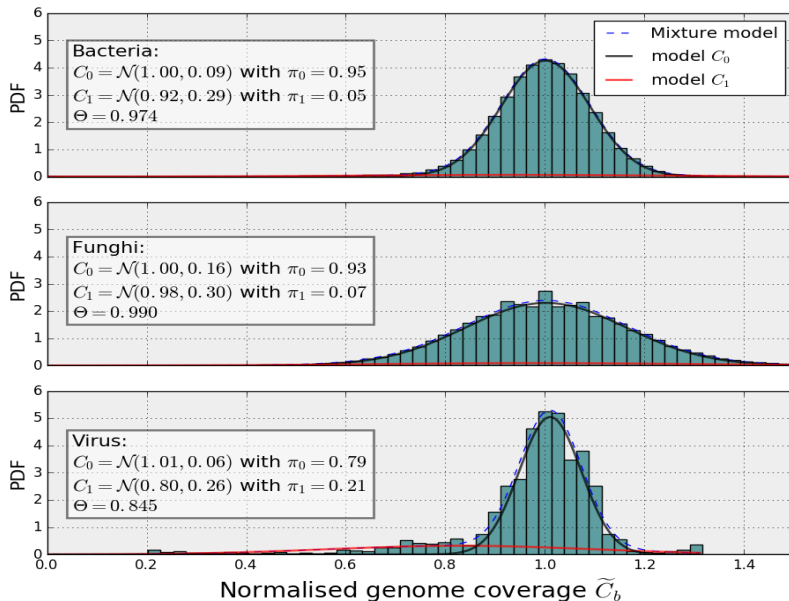 Mixture model
model C₀
model C₁
PDF
6
5
4
3
2
1
0
Bacteria:
C₀ = 𝒩(1.00, 0.09) with π₀ = 0.95
C₁ = 𝒩(0.92, 0.29) with π₁ = 0.05
Θ = 0.974
PDF
6
5
4
3
2
1
0
Funghi:
C₀ = 𝒩(1.00, 0.16) with π₀ = 0.93
C₁ = 𝒩(0.98, 0.30) with π₁ = 0.07
Θ = 0.990
PDF
6
5
4
3
2
1
0
Virus:
C₀ = 𝒩(1.01, 0.06) with π₀ = 0.79
C₁ = 𝒩(0.80, 0.26) with π₁ = 0.21
Θ = 0.845
0.0 0.2 0.4 0.6 0.8 1.0 1.2 1.4
Normalised genome coverage C̃_b